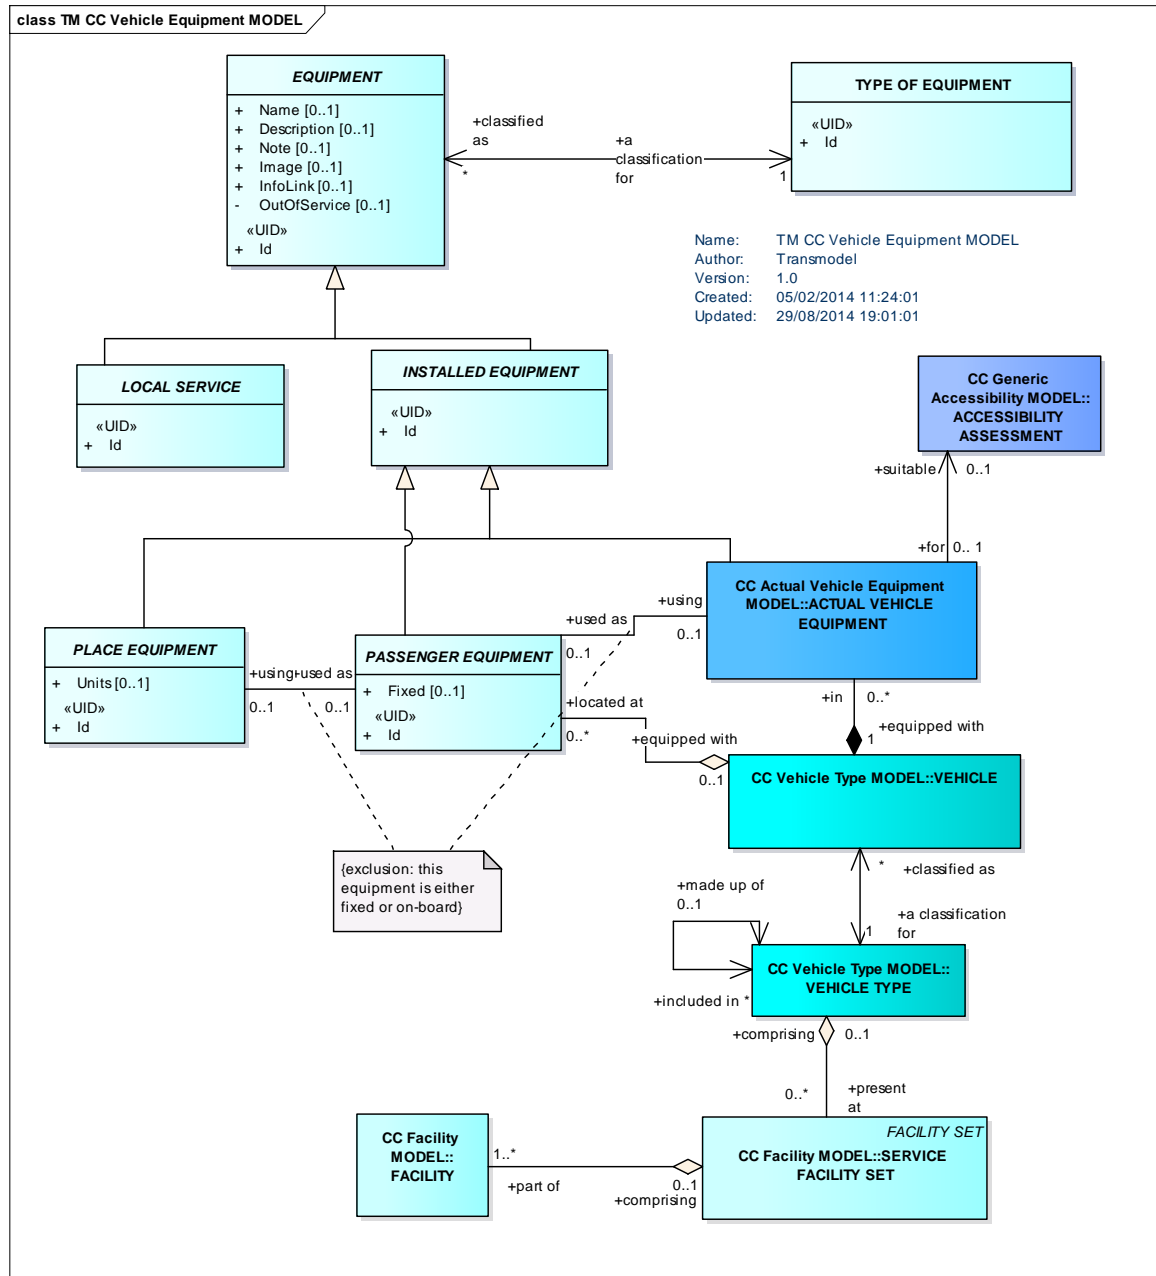 class TM CC Vehicle Equipment MODEL
EQUIPMENT
+ Name [0..1]
+ Description [0..1]
+ Note [0..1]
+ Image [0..1]
+ InfoLink [0..1]
- OutOfService [0..1]
«UID»
+ Id
+classified
as
*
+a
classification
for
1
TYPE OF EQUIPMENT
«UID»
+ Id
Name: TM CC Vehicle Equipment MODEL
Author: Transmodel
Version: 1.0
Created: 05/02/2014 11:24:01
Updated: 29/08/2014 19:01:01
LOCAL SERVICE
«UID»
+ Id
INSTALLED EQUIPMENT
«UID»
+ Id
CC Generic
Accessibility MODEL::
ACCESSIBILITY
ASSESSMENT
+suitable
0..1
+for
0.. 1
CC Actual Vehicle Equipment
MODEL::ACTUAL VEHICLE
EQUIPMENT
+using
0..1
+used as
0..1
PLACE EQUIPMENT
+ Units [0..1]
«UID»
+ Id
+using
0..1
+used as
0..1
PASSENGER EQUIPMENT
+ Fixed [0..1]
«UID»
+ Id
+located at
0..*
+equipped with
0..1
+in
0..*
+equipped with
1
CC Vehicle Type MODEL::VEHICLE
{exclusion: this
equipment is either
fixed or on-board}
*
+classified as
+a classification
for
1
+made up of
0..1
+included in *
CC Vehicle Type MODEL::
VEHICLE TYPE
+comprising
0..1
0..*
+present
at
CC Facility
MODEL::
FACILITY
1..*
+part of
0..1
+comprising
FACILITY SET
CC Facility MODEL::SERVICE
FACILITY SET